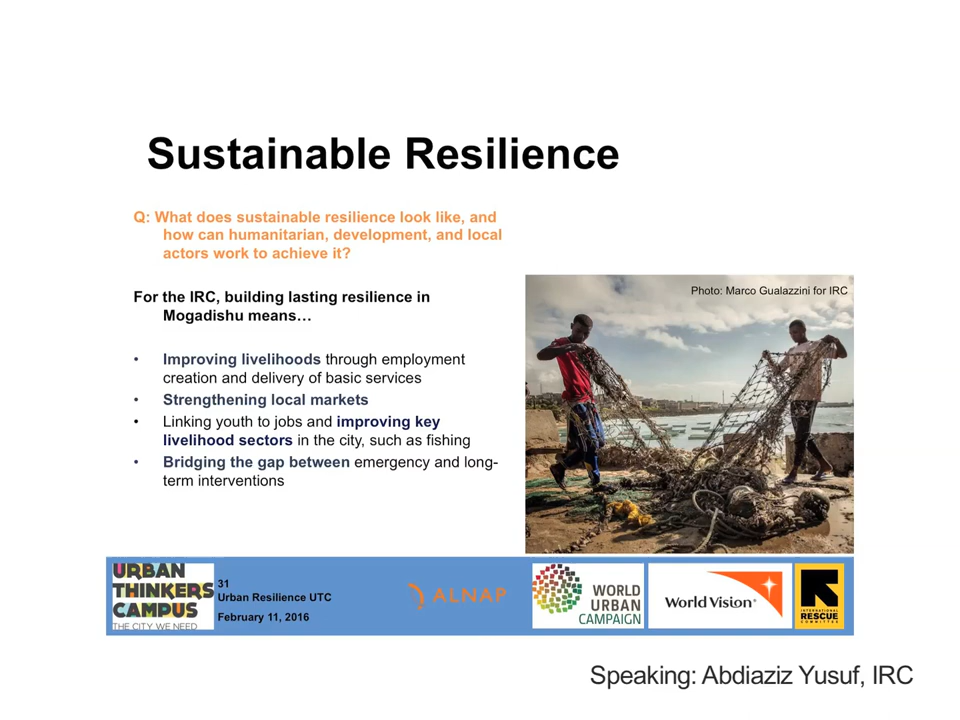 Sustainable Resilience
Q: What does sustainable resilience look like, and
how can humanitarian, development, and local
actors work to achieve it?
For the IRC, building lasting resilience in
Mogadishu means…
• Improving livelihoods through employment
creation and delivery of basic services
• Strengthening local markets
• Linking youth to jobs and improving key
livelihood sectors in the city, such as fishing
• Bridging the gap between emergency and long-
term interventions
Photo: Marco Gualazzini for IRC
URBAN
THINKERS
CAMPUS
THE CITY WE NEED
31
Urban Resilience UTC
February 11, 2016
ALNAP
WORLD
URBAN
CAMPAIGN
World Vision
INTERNATIONAL
RESCUE
COMMITTEE
Speaking: Abdiaziz Yusuf, IRC